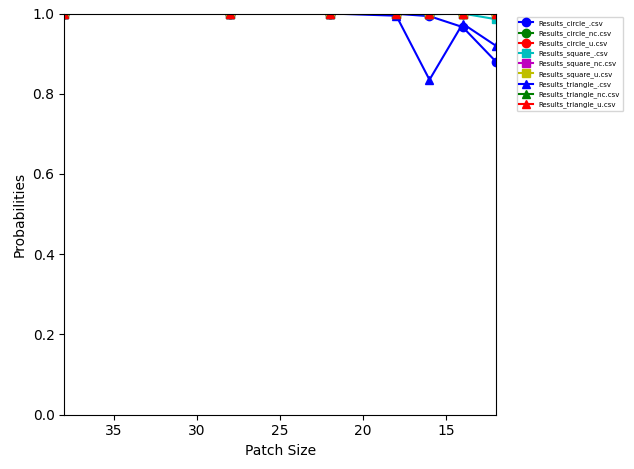 1.0
0.8
0.6
0.4
0.2
0.0
Probabilities
35
30
25
20
15
Patch Size
Results_circle_.csv
Results_circle_nc.csv
Results_circle_u.csv
Results_square_.csv
Results_square_nc.csv
Results_square_u.csv
Results_triangle_.csv
Results_triangle_nc.csv
Results_triangle_u.csv